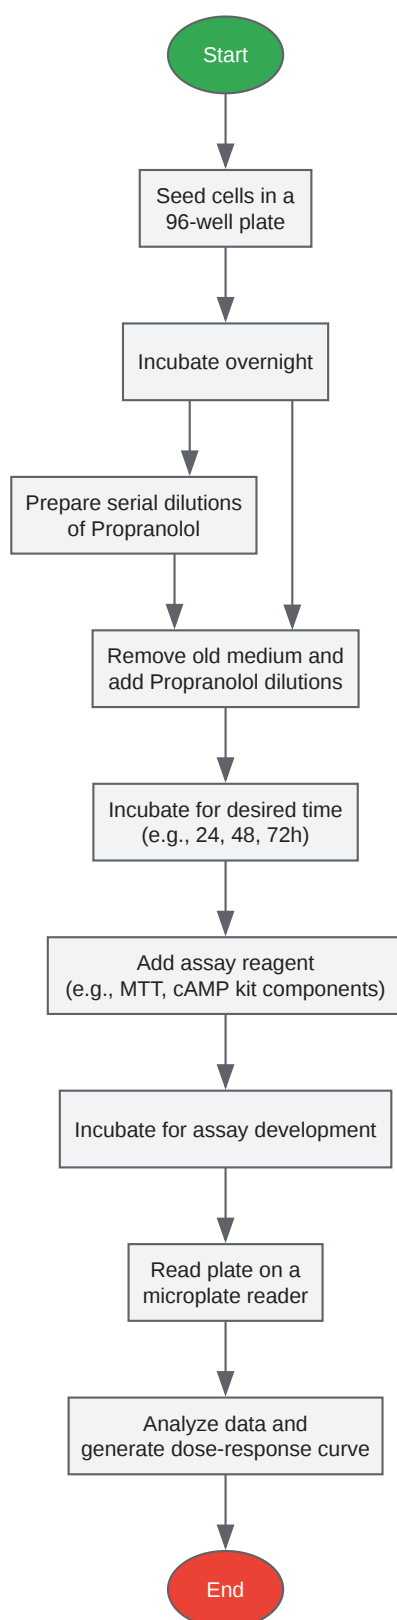 Start
Seed cells in a
96-well plate
Incubate overnight
Prepare serial dilutions
of Propranolol
Remove old medium and
add Propranolol dilutions
Incubate for desired time
(e.g., 24, 48, 72h)
Add assay reagent
(e.g., MTT, cAMP kit components)
Incubate for assay development
Read plate on a
microplate reader
Analyze data and
generate dose-response curve
End